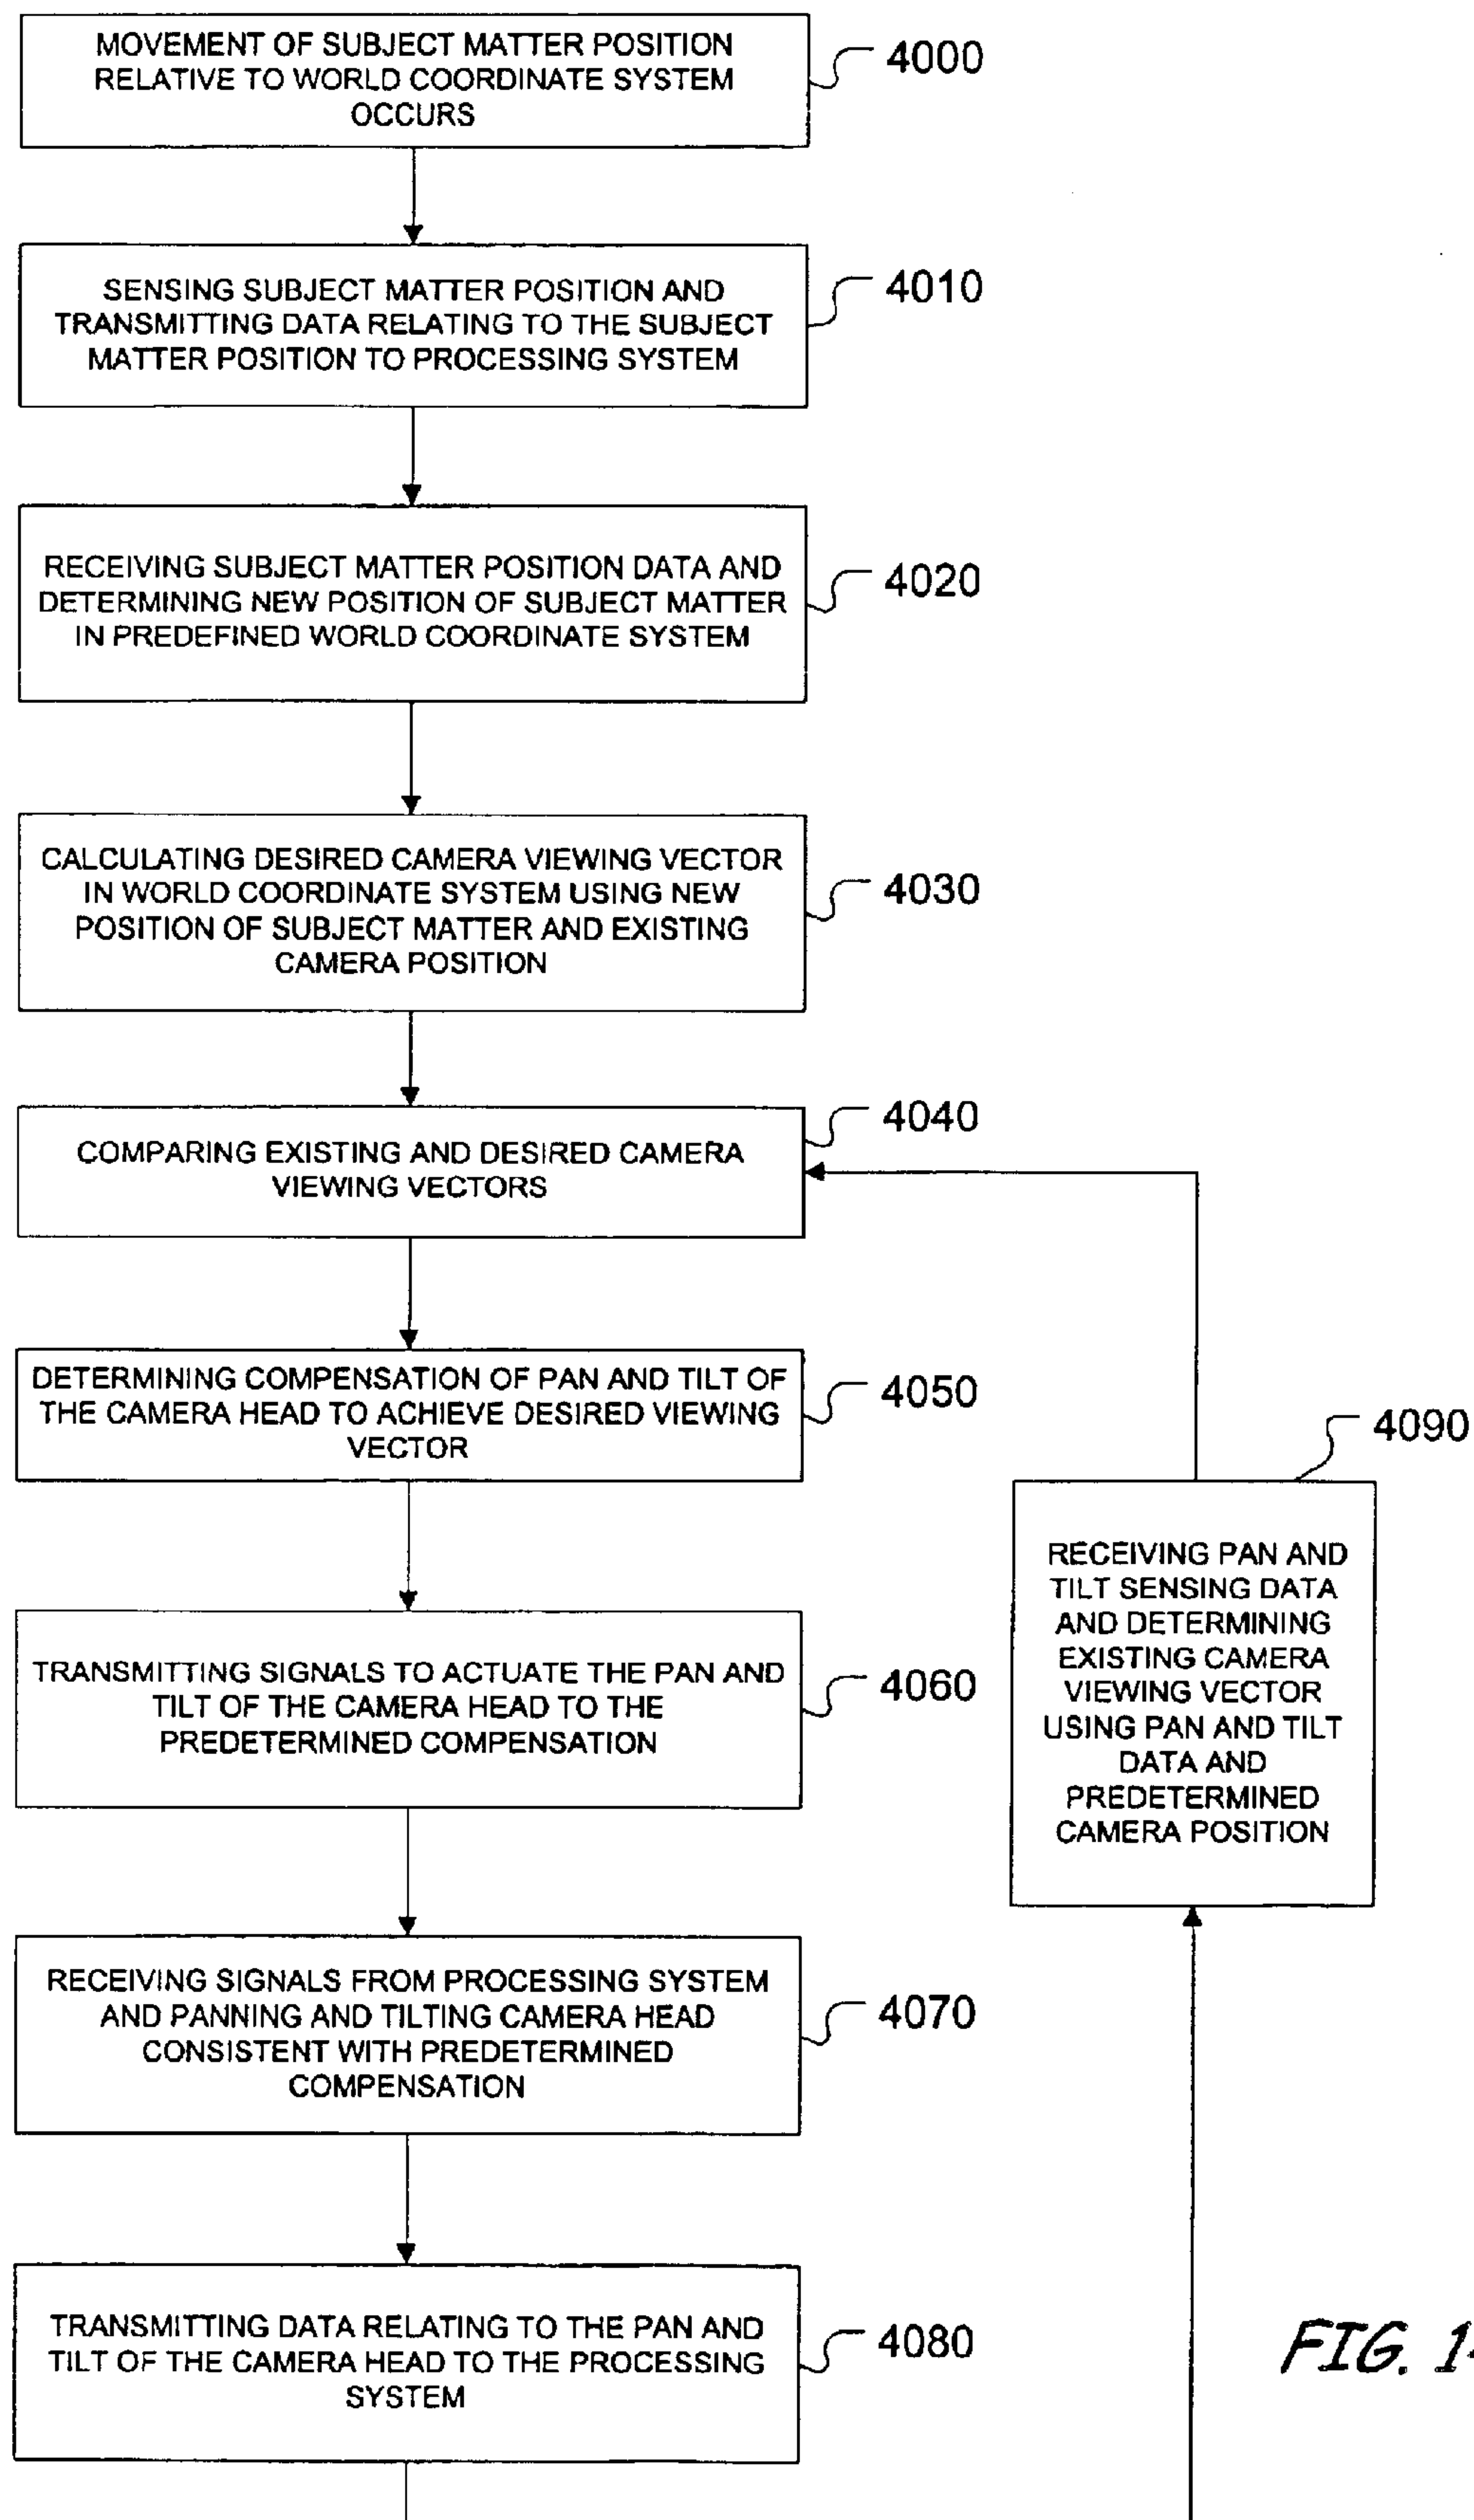 MOVEMENT OF SUBJECT MATTER POSITION
RELATIVE TO WORLD COORDINATE SYSTEM
OCCURS
4000
SENSING SUBJECT MATTER POSITION AND
TRANSMITTING DATA RELATING TO THE SUBJECT
MATTER POSITION TO PROCESSING SYSTEM
4010
RECEIVING SUBJECT MATTER POSITION DATA AND
DETERMINING NEW POSITION OF SUBJECT MATTER
IN PREDEFINED WORLD COORDINATE SYSTEM
4020
CALCULATING DESIRED CAMERA VIEWING VECTOR
IN WORLD COORDINATE SYSTEM USING NEW
POSITION OF SUBJECT MATTER AND EXISTING
CAMERA POSITION
4030
COMPARING EXISTING AND DESIRED CAMERA
VIEWING VECTORS
4040
DETERMINING COMPENSATION OF PAN AND TILT OF
THE CAMERA HEAD TO ACHIEVE DESIRED VIEWING
VECTOR
4050
TRANSMITTING SIGNALS TO ACTUATE THE PAN AND
TILT OF THE CAMERA HEAD TO THE
PREDETERMINED COMPENSATION
4060
RECEIVING SIGNALS FROM PROCESSING SYSTEM
AND PANNING AND TILTING CAMERA HEAD
CONSISTENT WITH PREDETERMINED
COMPENSATION
4070
TRANSMITTING DATA RELATING TO THE PAN AND
TILT OF THE CAMERA HEAD TO THE PROCESSING
SYSTEM
4080
4090
RECEIVING PAN AND
TILT SENSING DATA
AND DETERMINING
EXISTING CAMERA
VIEWING VECTOR
USING PAN AND TILT
DATA AND
PREDETERMINED
CAMERA POSITION
FIG.